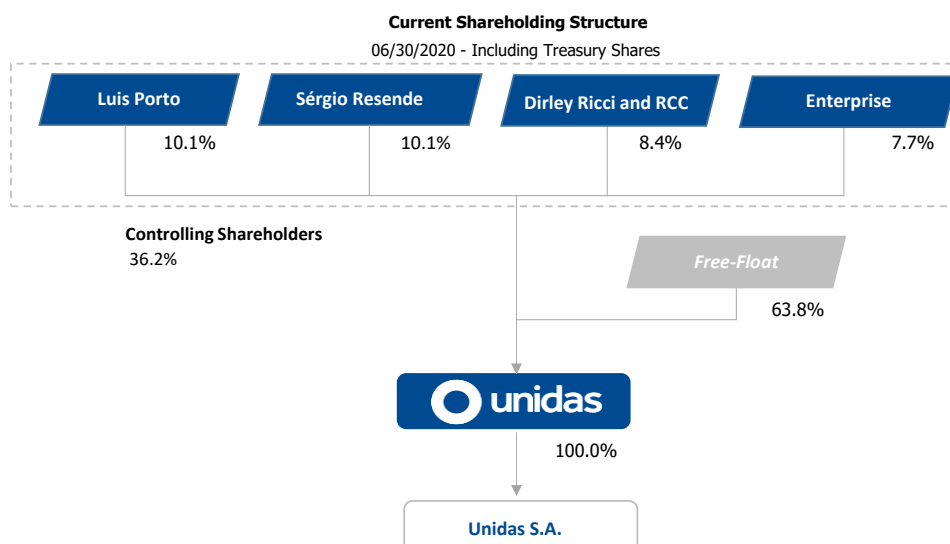 Current Shareholding Structure
06/30/2020 - Including Treasury Shares
Luis Porto
Sérgio Resende
Dirley Ricci and RCC
Enterprise
10.1%
10.1%
8.4%
7.7%
Controlling Shareholders
36.2%
Free-Float
63.8%
unidas
100.0%
Unidas S.A.